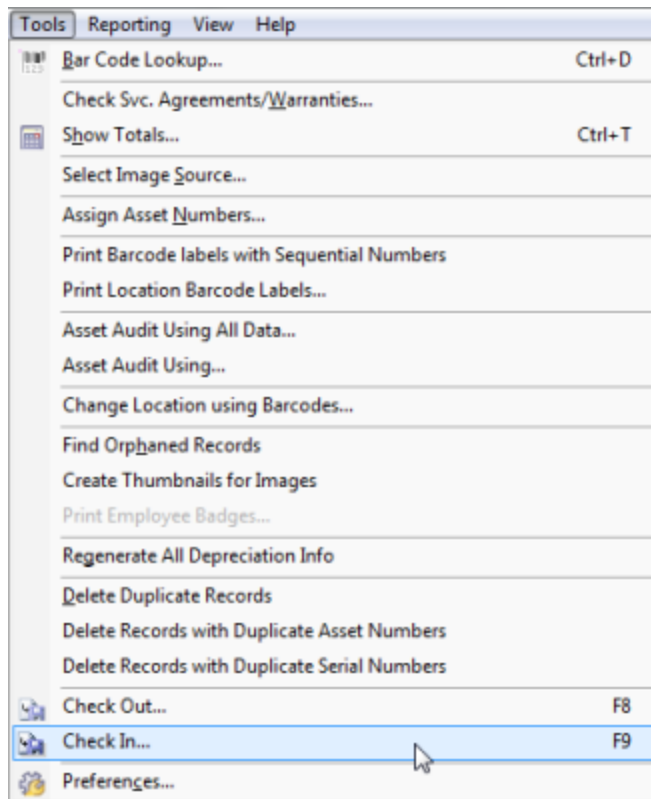 Tools Reporting View Help
Bar Code Lookup... Ctrl+D
Check Svc. Agreements/Warranties...
Show Totals... Ctrl+T
Select Image Source...
Assign Asset Numbers...
Print Barcode labels with Sequential Numbers
Print Location Barcode Labels...
Asset Audit Using All Data...
Asset Audit Using...
Change Location using Barcodes...
Find Orphaned Records
Create Thumbnails for Images
Print Employee Badges...
Regenerate All Depreciation Info
Delete Duplicate Records
Delete Records with Duplicate Asset Numbers
Delete Records with Duplicate Serial Numbers
Check Out... F8
Check In... F9
Preferences...